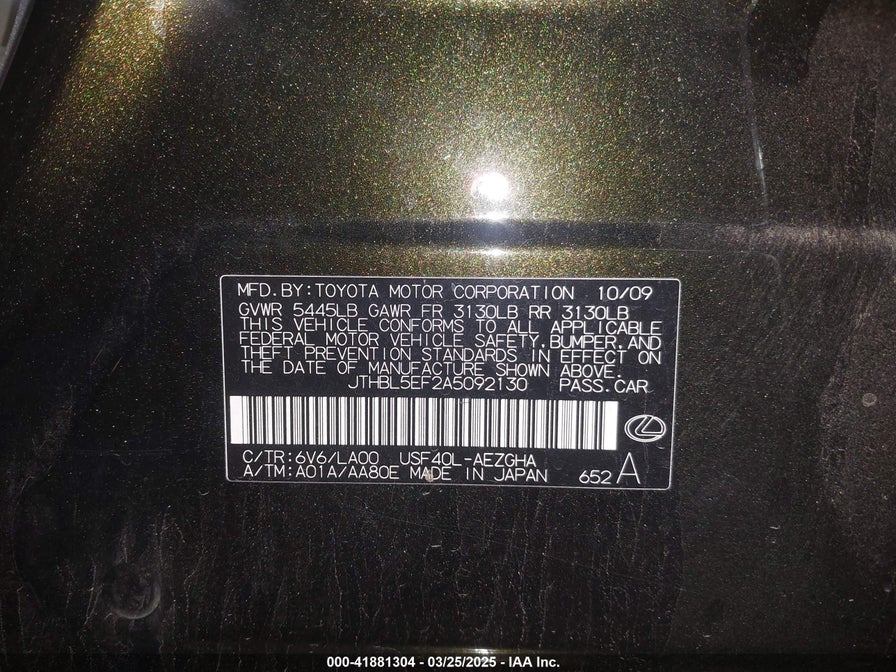 MFD.BY:TOYOTA MOTOR CORPORATION 10/09
GVWR 5445LB GAWR FR 3130LB RR 3130LB
THIS VEHICLE CONFORMS TO ALL APPLICABLE
FEDERAL MOTOR VEHICLE SAFETY,BUMPER,AND
THEFT PREVENTION STANDARDS IN EFFECT ON
THE DATE OF MANUFACTURE SHOWN ABOVE.
JTHBL5EF2A5092130 PASS.CAR
C/TR:6V6/LA00 USF40L-AEZGHA
A/TM:A01A/AA80E MADE IN JAPAN 652 A
000-41881304 - 03/25/2025 - IAA Inc.